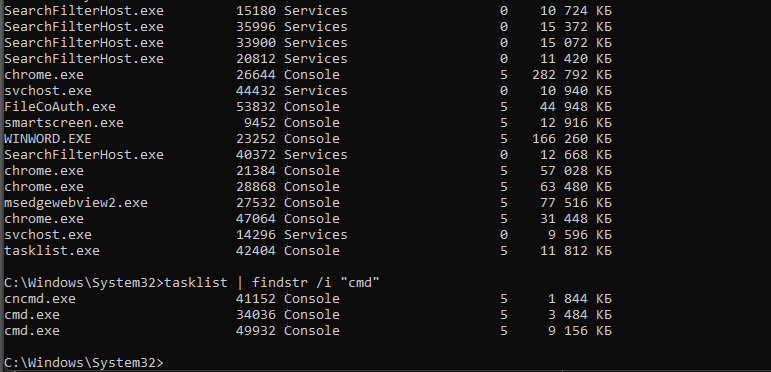 SearchFilterHost.exe 15180 Services 0 10 724 КБ
SearchFilterHost.exe 35996 Services 0 15 372 КБ
SearchFilterHost.exe 33900 Services 0 15 072 КБ
SearchFilterHost.exe 20812 Services 0 11 420 КБ
chrome.exe 26644 Console 5 282 792 КБ
svchost.exe 44432 Services 0 10 940 КБ
FileCoAuth.exe 53832 Console 5 44 948 КБ
smartscreen.exe 9452 Console 5 12 916 КБ
WINWORD.EXE 23252 Console 5 166 260 КБ
SearchFilterHost.exe 40372 Services 0 12 668 КБ
chrome.exe 21384 Console 5 57 028 КБ
chrome.exe 28868 Console 5 63 480 КБ
msedgewebview2.exe 27532 Console 5 77 516 КБ
chrome.exe 47064 Console 5 31 448 КБ
svchost.exe 14296 Services 0 9 596 КБ
tasklist.exe 42404 Console 5 11 812 КБ
C:\Windows\System32>tasklist | findstr /i "cmd"
cncmd.exe 41152 Console 5 1 844 КБ
cmd.exe 34036 Console 5 3 484 КБ
cmd.exe 49932 Console 5 9 156 КБ
C:\Windows\System32>